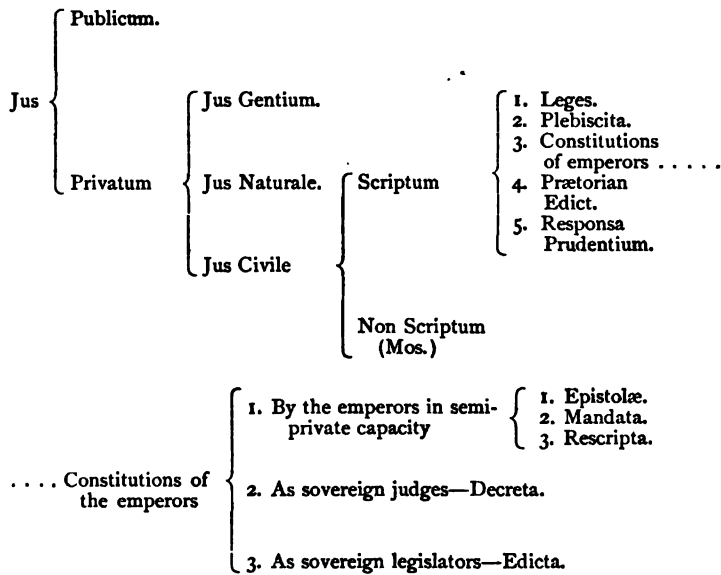 Publicum.
Jus
Privatum
Jus Gentium.
Jus Naturale.
Jus Civile
Scriptum
Non Scriptum
(Mos.)
1. Leges.
2. Plebiscita.
3. Constitutions
of emperors . . . . .
4. Prætorian
Edict.
5. Responsa
Prudentium.
. . . . Constitutions of
the emperors
1. By the emperors in semi-
private capacity
1. Epistolæ.
2. Mandata.
3. Rescripta.
2. As sovereign judges—Decreta.
3. As sovereign legislators—Edicta.